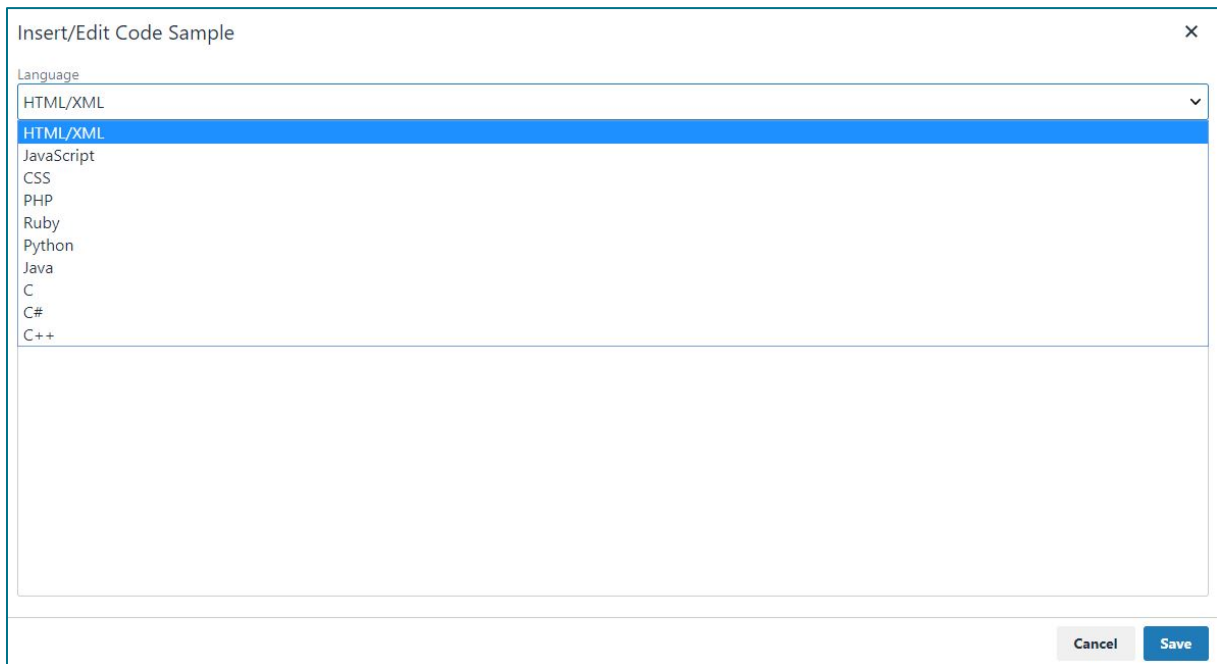 Insert/Edit Code Sample
Language
HTML/XML
HTML/XML
JavaScript
CSS
PHP
Ruby
Python
Java
C
C#
C++
Cancel Save